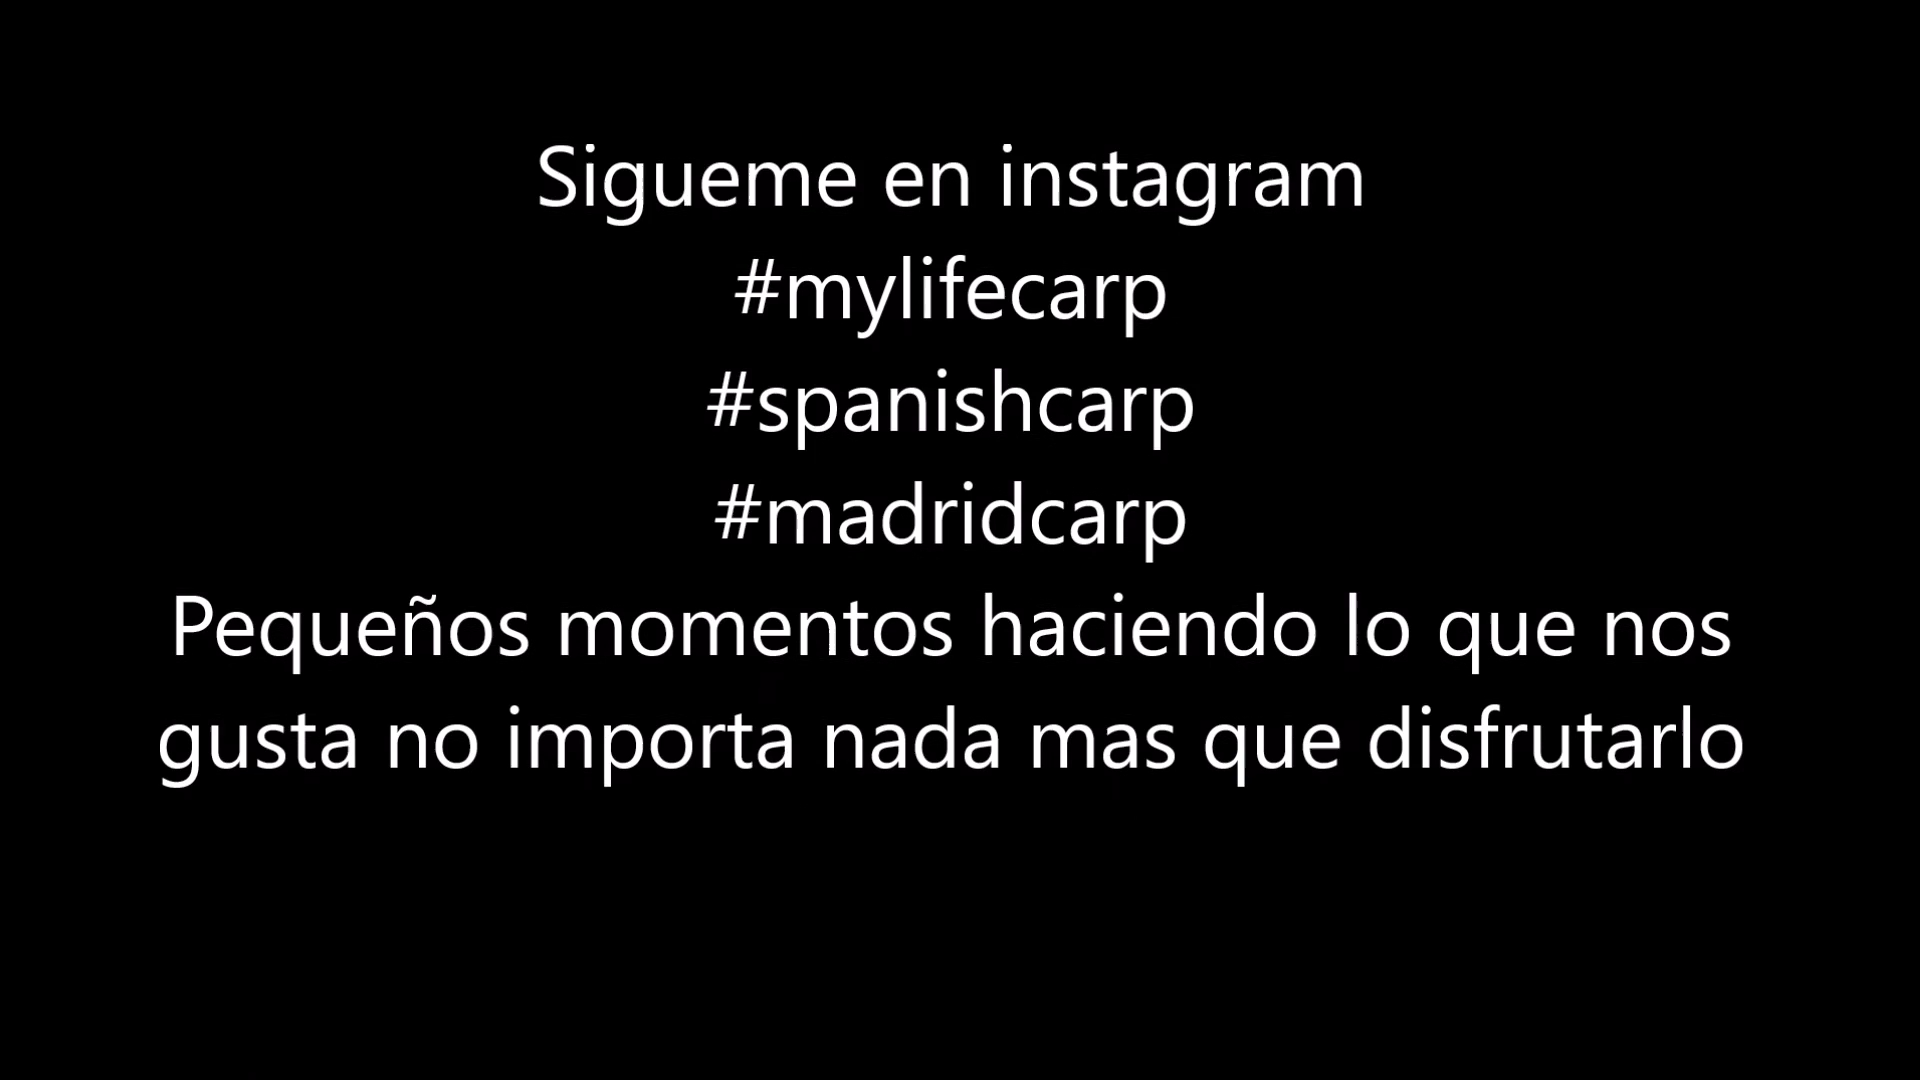 Sigueme en instagram
#mylifecarp
#spanishcarp
#madridcarp
Pequeños momentos haciendo lo que nos
gusta no importa nada mas que disfrutarlo